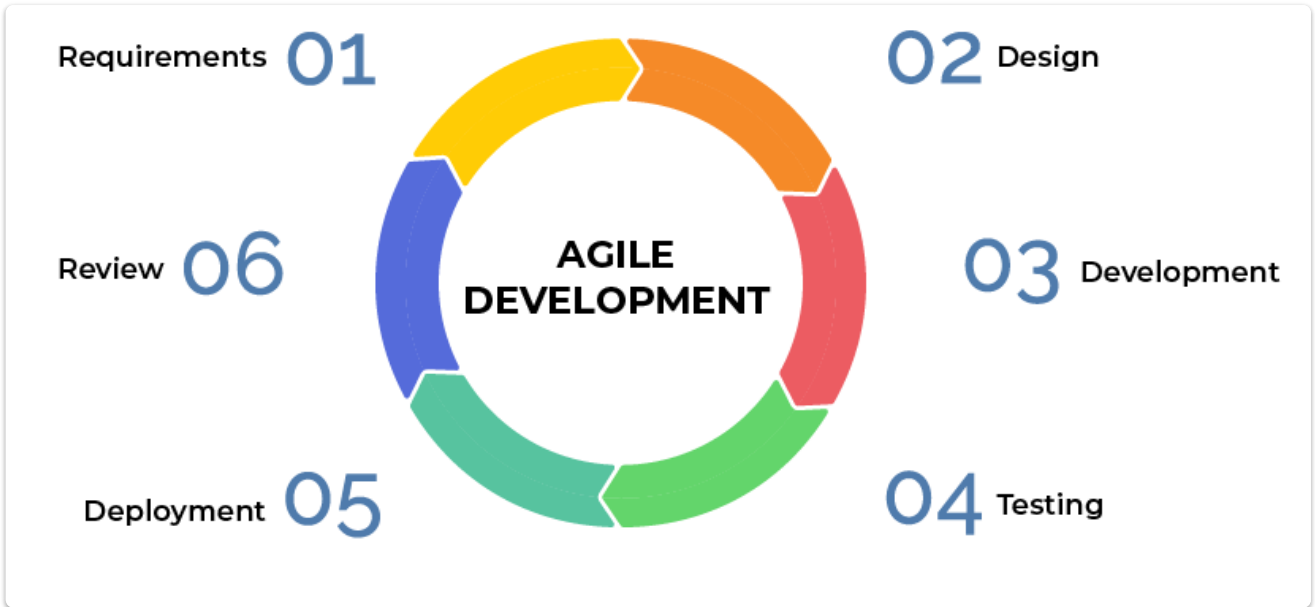 01 Requirements
02 Design
03 Development
04 Testing
05 Deployment
06 Review
AGILE
DEVELOPMENT